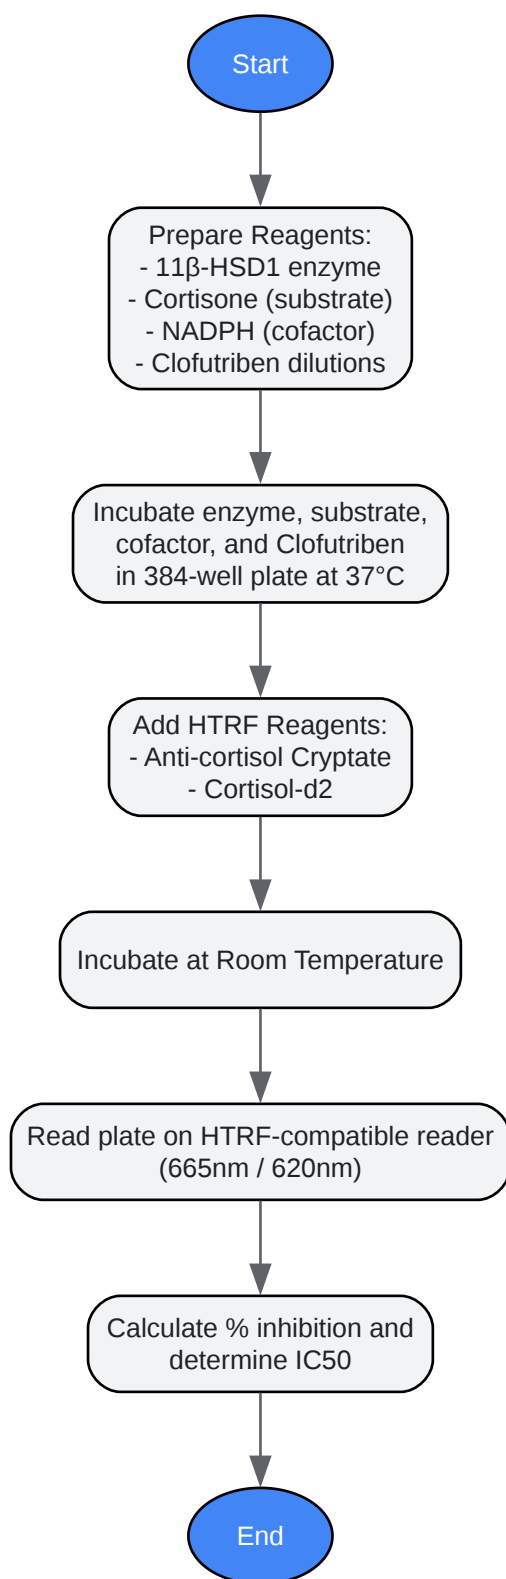 Start
Prepare Reagents:
- 11β-HSD1 enzyme
- Cortisone (substrate)
- NADPH (cofactor)
- Clofutriben dilutions
Incubate enzyme, substrate,
cofactor, and Clofutriben
in 384-well plate at 37°C
Add HTRF Reagents:
- Anti-cortisol Cryptate
- Cortisol-d2
Incubate at Room Temperature
Read plate on HTRF-compatible reader
(665nm / 620nm)
Calculate % inhibition and
determine IC50
End